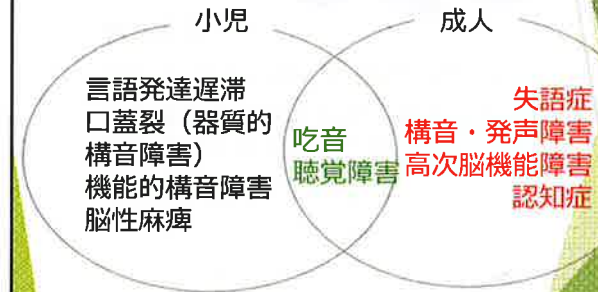 小児
成人
言語発達遅滞
口蓋裂（器質的
構音障害）
機能的構音障害
脳性麻痺
吃音
聴覚障害
失語症
構音・発声障害
高次脳機能障害
認知症